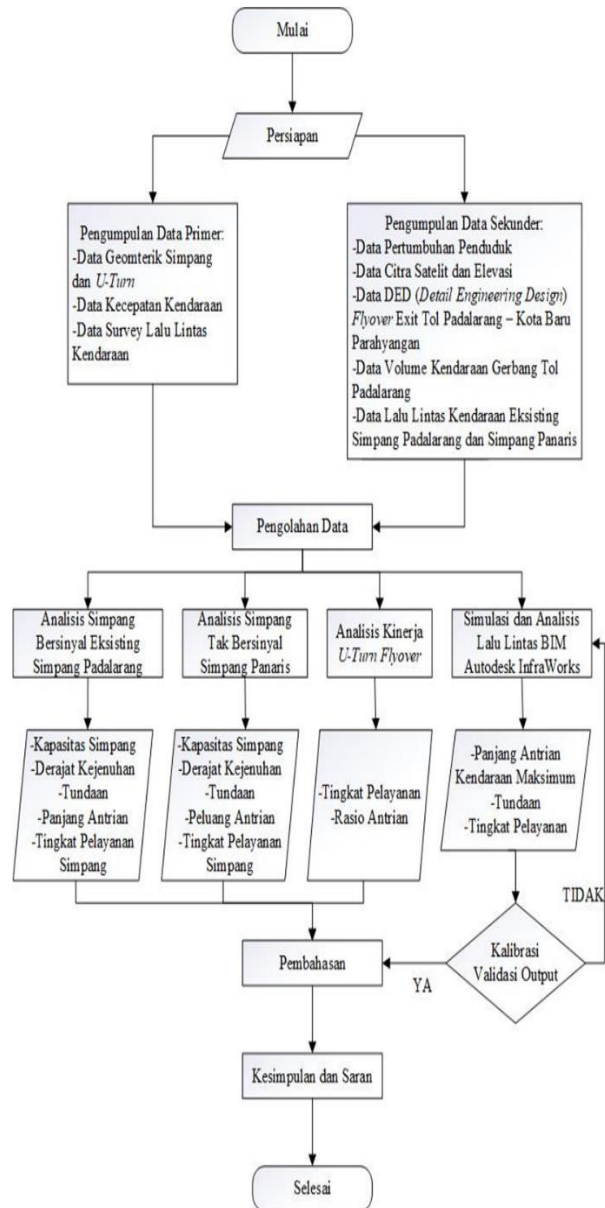 Mulai
Persiapan
Pengumpulan Data Primer:
-Data Geomterik Simpang
dan U-Turn
-Data Kecepatan Kendaraan
-Data Survey Lalu Lintas
Kendaraan
Pengumpulan Data Sekunder:
-Data Pertumbuhan Penduduk
-Data Citra Satelit dan Elevasi
-Data DED (Detail Engineering Design)
Flyover Exit Tol Padalarang – Kota Baru
Parahyangan
-Data Volume Kendaraan Gerbang Tol
Padalarang
-Data Lalu Lintas Kendaraan Eksisting
Simpang Padalarang dan Simpang Panaris
Pengolahan Data
Analisis Simpang
Bersinyal Eksisting
Simpang Padalarang
Analisis Simpang
Tak Bersinyal
Simpang Panaris
Analisis Kinerja
U-Turn Flyover
Simulasi dan Analisis
Lalu Lintas BIM
Autodesk InfraWorks
-Kapasitas Simpang
-Derajat Kejenuhan
-Tundaan
-Panjang Antrian
-Tingkat Pelayanan
Simpang
-Kapasitas Simpang
-Derajat Kejenuhan
-Tundaan
-Peluang Antrian
-Tingkat Pelayanan
Simpang
-Tingkat Pelayanan
-Rasio Antrian
-Panjang Antrian
Kendaraan Maksimum
-Tundaan
-Tingkat Pelayanan
TIDAK
Kalibrasi
Validasi Output
YA
Pembahasan
Kesimpulan dan Saran
Selesai